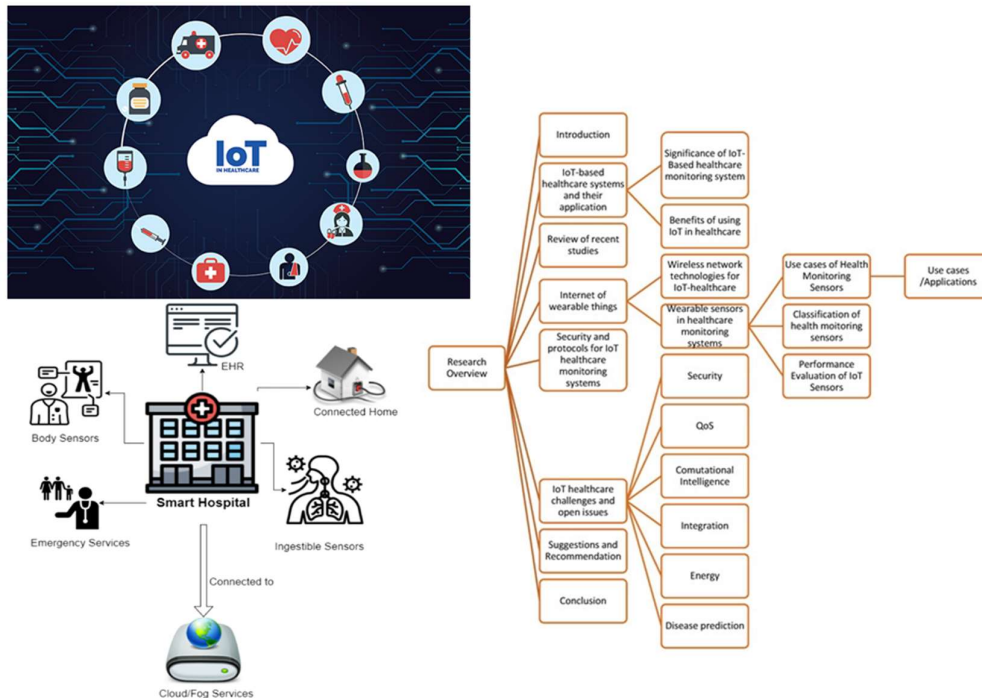 IoT
IN HEALTHCARE
EHR
Connected Home
Body Sensors
Smart Hospital
Emergency Services
Ingestible Sensors
Connected to
Cloud/Fog Services
Research
Overview
Introduction
IoT-based
healthcare systems
and their
application
Significance of IoT-
Based healthcare
monitoring system
Benefits of using
IoT in healthcare
Review of recent
studies
Internet of
wearable things
Wireless network
technologies for
IoT-healthcare
Wearable sensors
in healthcare
monitoring
systems
Use cases of Health
Monitoring
Sensors
Use cases
/Applications
Classification of
health moitoring
sensors
Performance
Evaluation of IoT
Sensors
Security and
protocols for IoT
healthcare
monitoring systems
IoT healthcare
challenges and
open issues
Security
QoS
Comutational
Intelligence
Integration
Energy
Disease prediction
Suggestions and
Recommendation
Conclusion